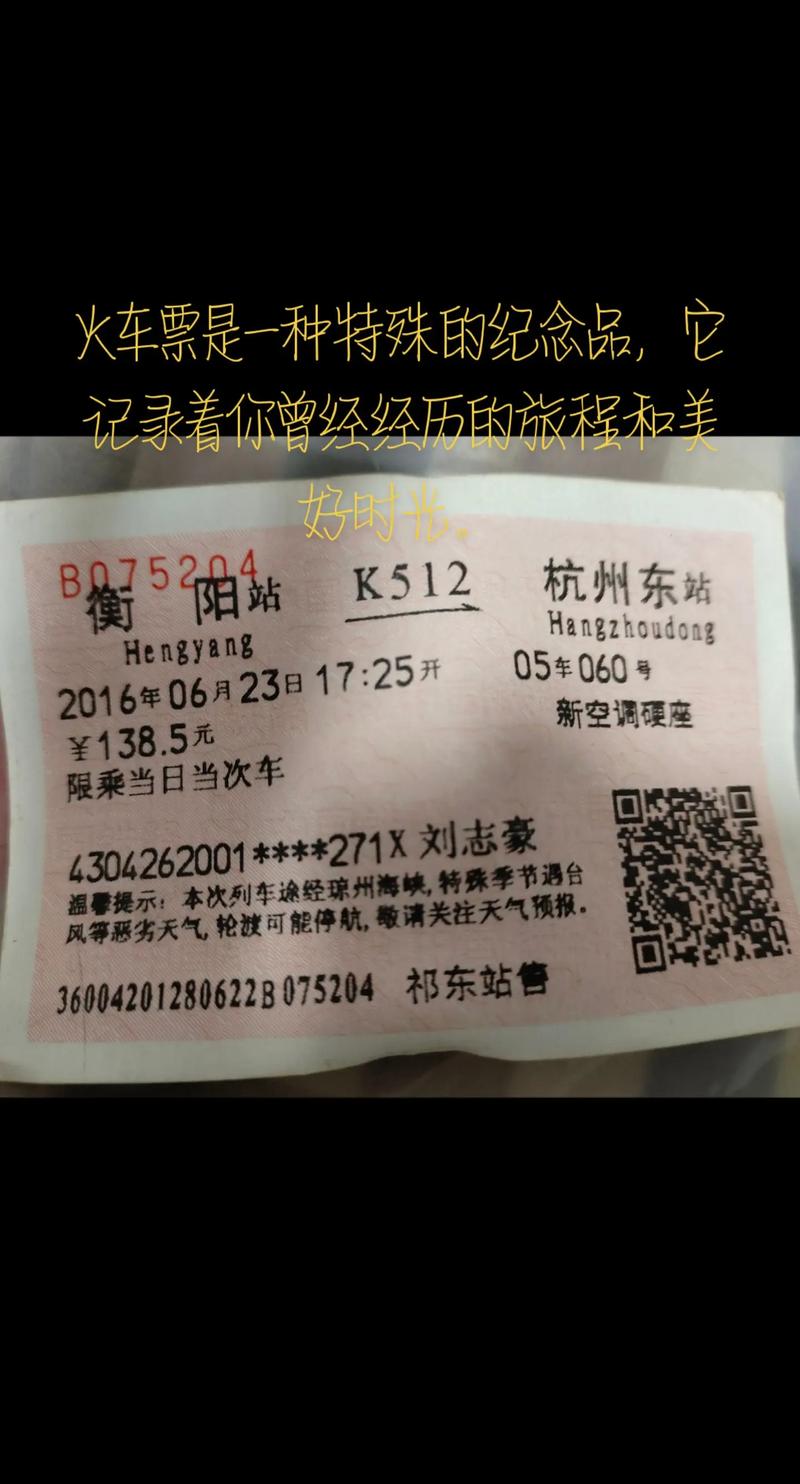 火车票是一种特殊的纪念品，它
记录着你曾经经历的旅程和美
好时光。
B075204
衡阳站 K512 杭州东站
Hengyang Hangzhoudong
2016年06月23日 17:25开 05车060号
￥138.5元 新空调硬座
限乘当日当次车
4304262001****271X 刘志豪
温馨提示：本次列车途经琼州海峡，特殊季节遇台
风等恶劣天气，轮渡可能停航，敬请关注天气预报。
36004201280622B075204 祁东站售